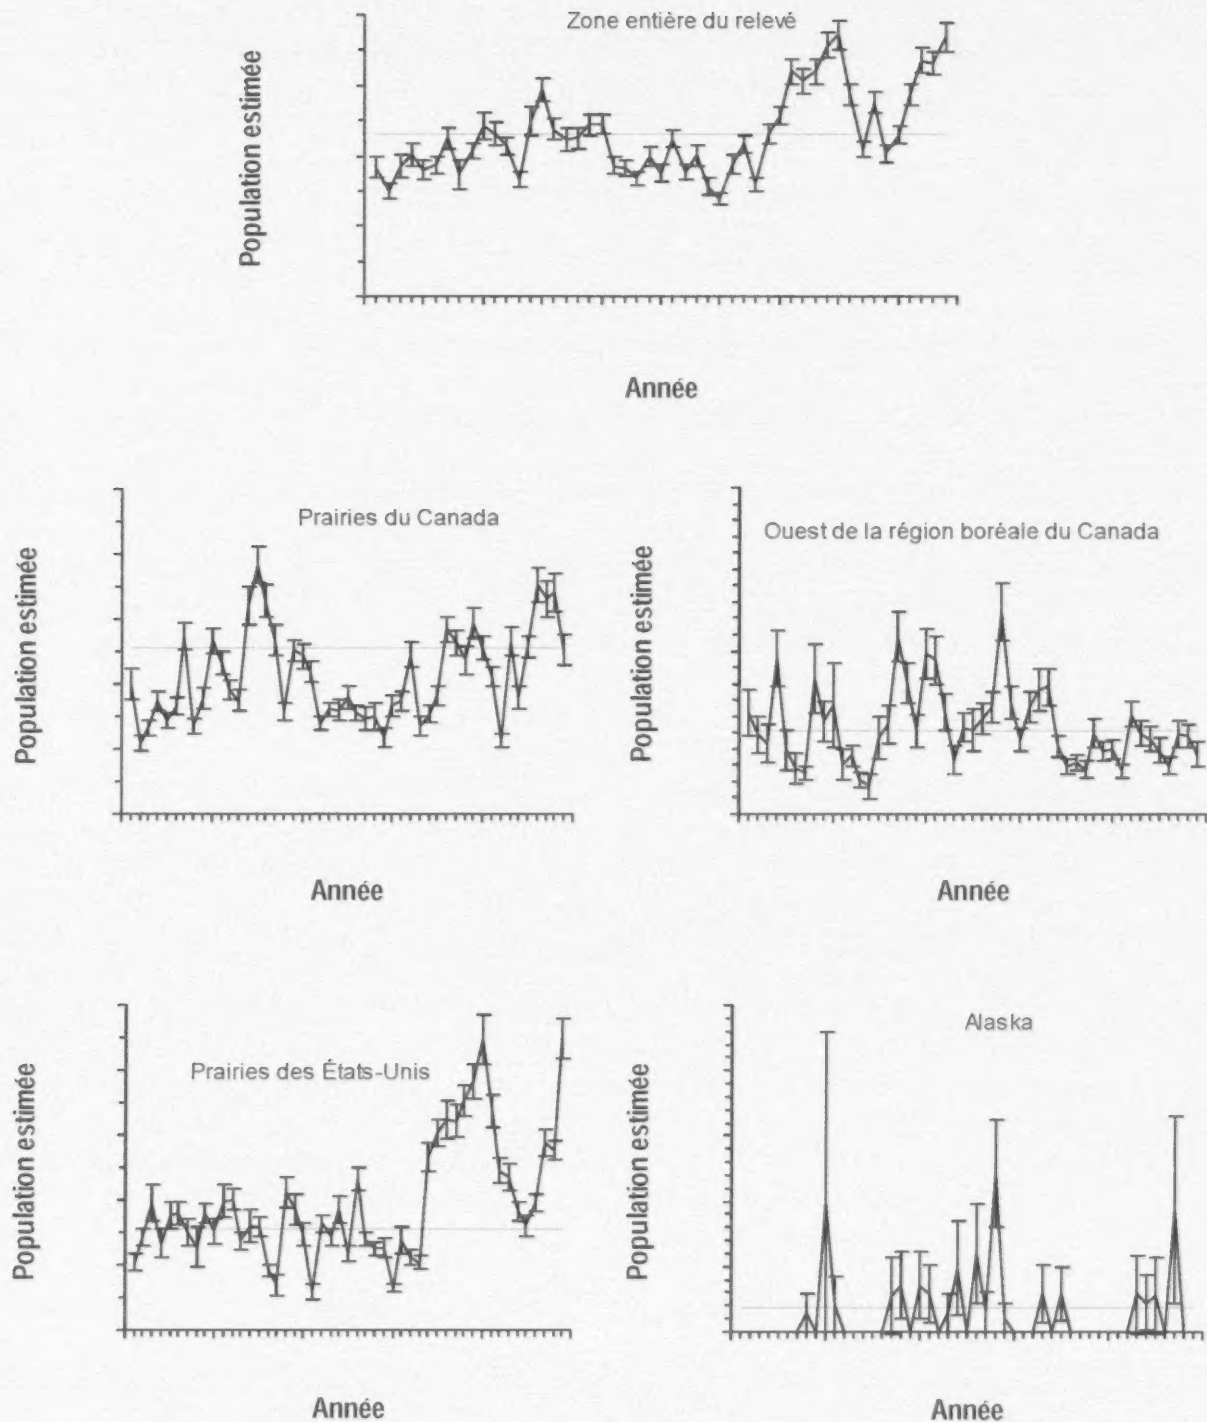 Zone entière du relevé
Population estimée
Année
Prairies du Canada
Population estimée
Année
Ouest de la région boréale du Canada
Population estimée
Année
Prairies des États-Unis
Population estimée
Année
Alaska
Population estimée
Année